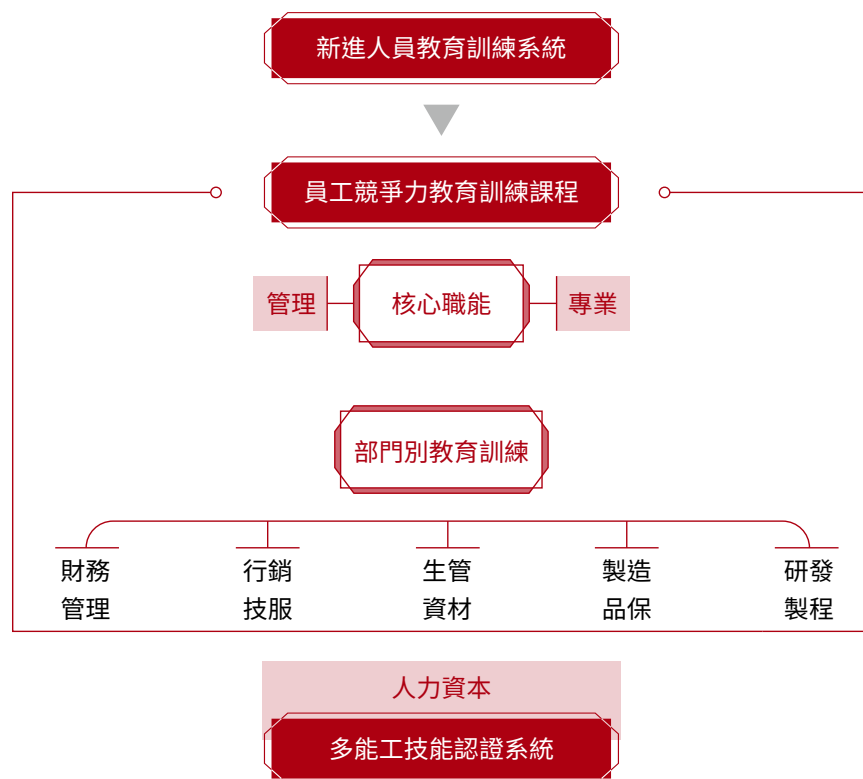 新進人員教育訓練系統
員工競爭力教育訓練課程
管理
核心職能
專業
部門別教育訓練
財務
管理
行銷
技服
生管
資材
製造
品保
研發
製程
人力資本
多能工技能認證系統